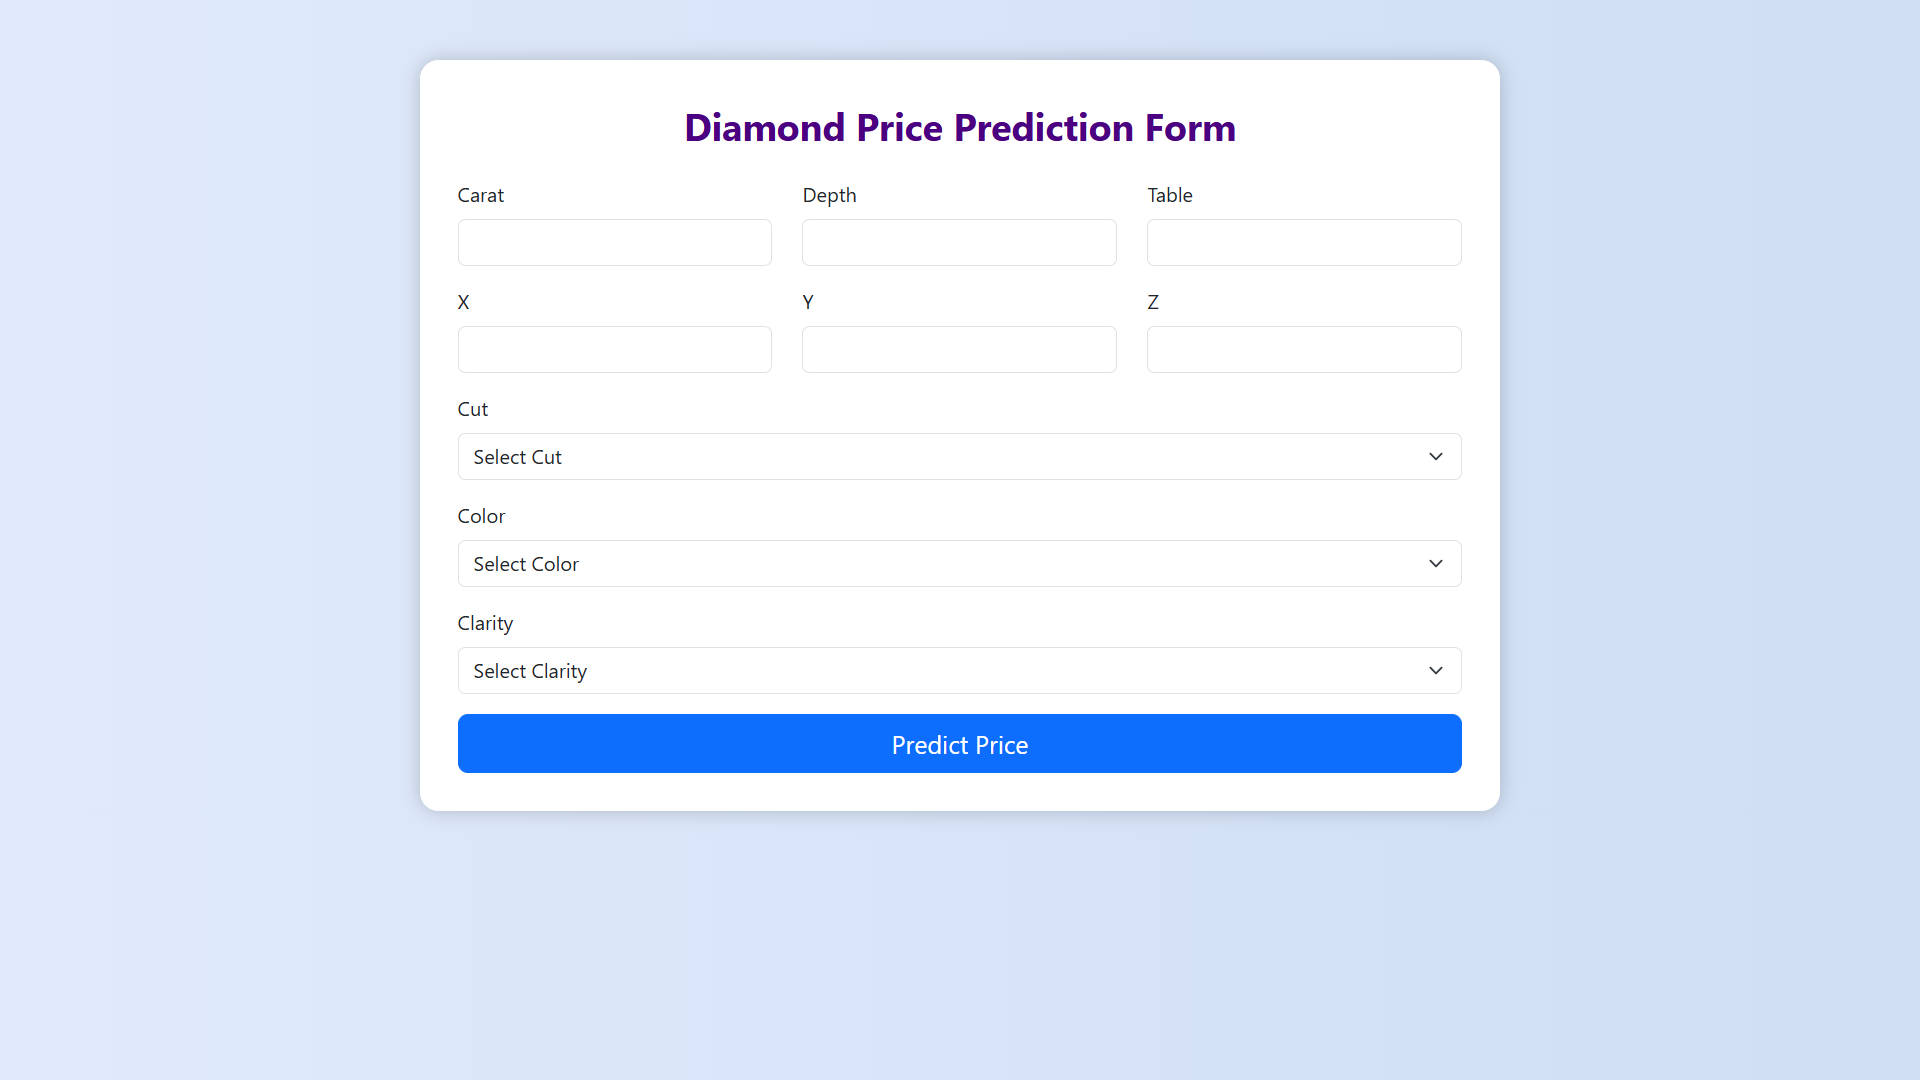 Diamond Price Prediction Form
Carat Depth Table
X Y Z
Cut
Select Cut
Color
Select Color
Clarity
Select Clarity
Predict Price